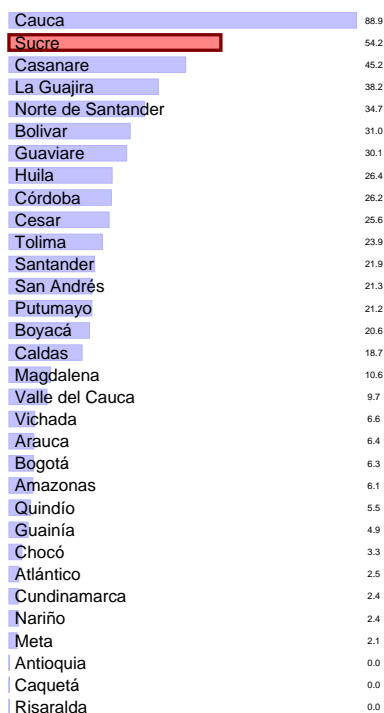 Cauca 88.9
Sucre 54.2
Casanare 45.2
La Guajira 38.2
Norte de Santander 34.7
Bolivar 31.0
Guaviare 30.1
Huila 26.4
Córdoba 26.2
Cesar 25.6
Tolima 23.9
Santander 21.9
San Andrés 21.3
Putumayo 21.2
Boyacá 20.6
Caldas 18.7
Magdalena 10.6
Valle del Cauca 9.7
Vichada 6.6
Arauca 6.4
Bogotá 6.3
Amazonas 6.1
Quindío 5.5
Guainía 4.9
Chocó 3.3
Atlántico 2.5
Cundinamarca 2.4
Nariño 2.4
Meta 2.1
Antioquia 0.0
Caquetá 0.0
Risaralda 0.0